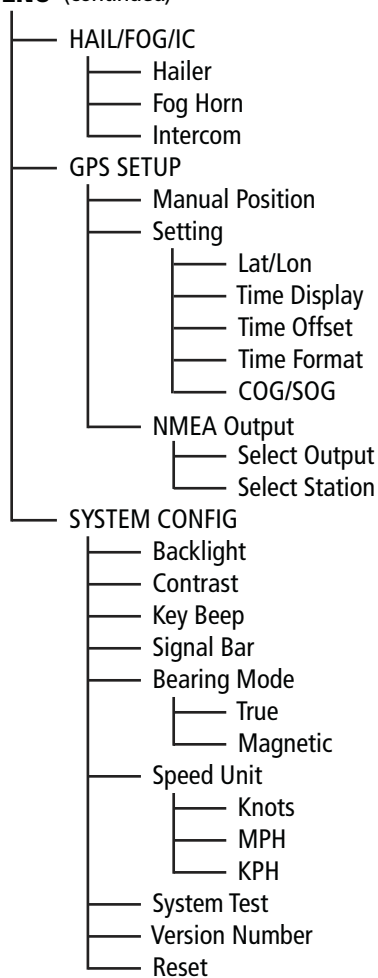 (continued)
HAIL/FOG/IC
Hailer
Fog Horn
Intercom
GPS SETUP
Manual Position
Setting
Lat/Lon
Time Display
Time Offset
Time Format
COG/SOG
NMEA Output
Select Output
Select Station
SYSTEM CONFIG
Backlight
Contrast
Key Beep
Signal Bar
Bearing Mode
True
Magnetic
Speed Unit
Knots
MPH
KPH
System Test
Version Number
Reset